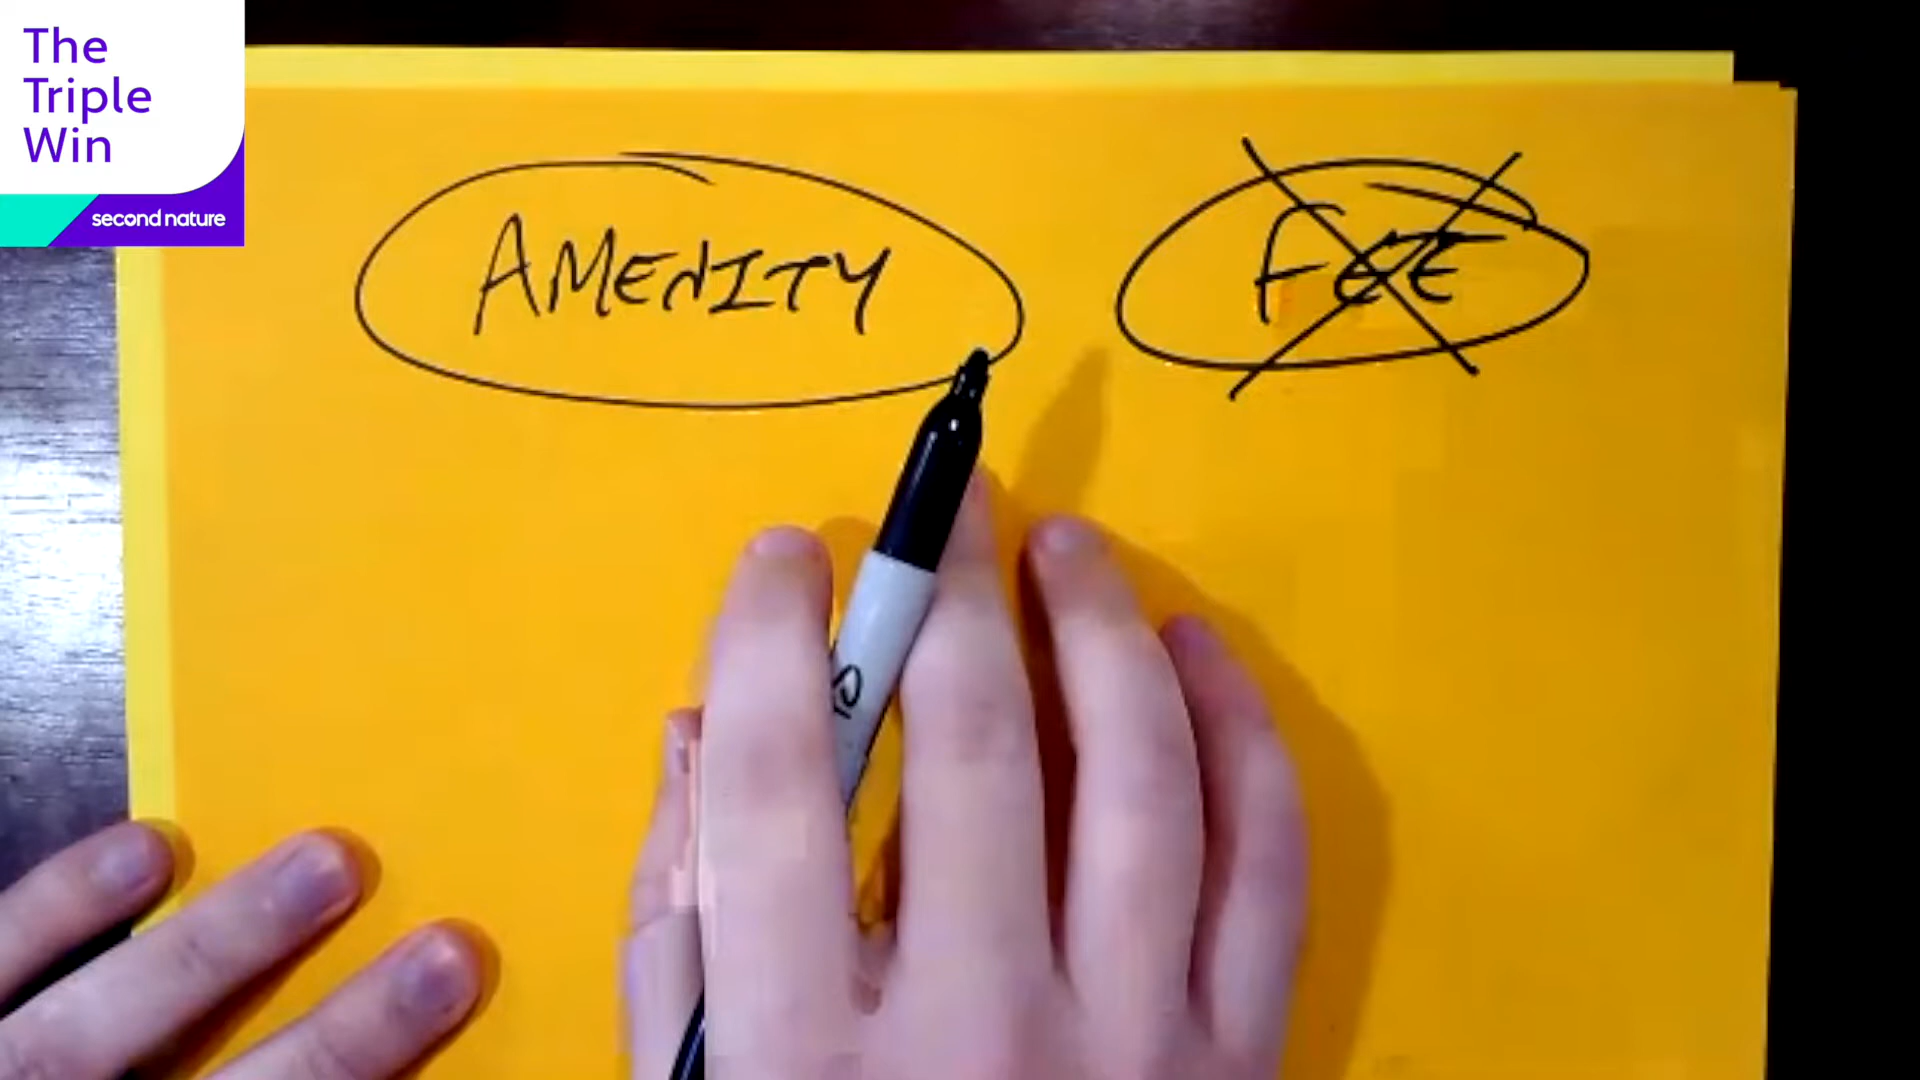 The
Triple
Win
second nature
AMENITY
FEE